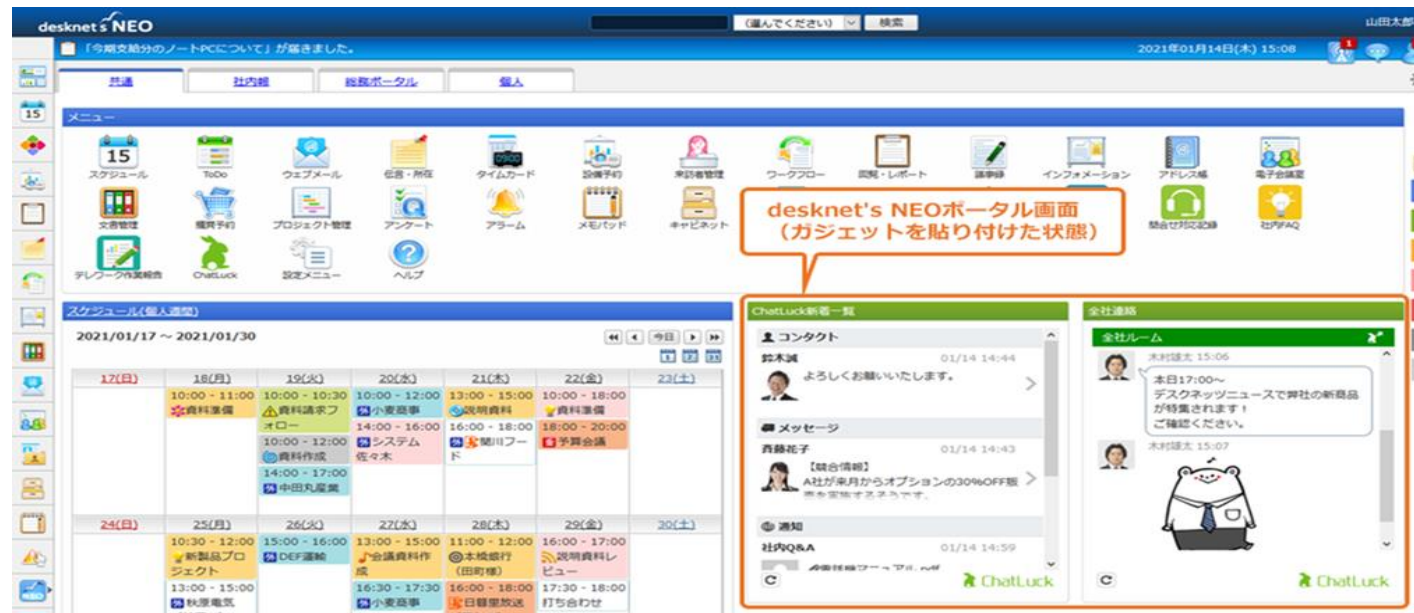 desknet's NEO
(選んでください)
検索
山田太郎
「今期支給分のノートPCについて」が届きました。
2021年01月14日(木) 15:08
1
共通
社内報
総務ポータル
個人
15
メニュー
15
スケジュール
ToDo
ウェブメール
伝言・所在
09:00
タイムカード
設備予約
来訪者管理
ワークフロー
回覧・レポート
議事録
インフォメーション
アドレス帳
電子会議室
文書管理
備品予約
プロジェクト管理
アンケート
アラーム
メモパッド
キャビネット
desknet's NEOポータル画面
(ガジェットを貼り付けた状態)
問合せ対応記録
社内FAQ
テレワーク作業報告
ChatLuck
設定メニュー
ヘルプ
スケジュール(個人週間)
2021/01/17 ～ 2021/01/30
今日
17(日) 18(月) 19(火) 20(水) 21(木) 22(金) 23(土)
10:00 - 11:00
資料準備
10:00 - 10:30
資料請求フォロー
10:00 - 12:00
資料作成
14:00 - 17:00
中田丸産業
10:00 - 12:00
小麦商事
14:00 - 16:00
システム
佐々木
13:00 - 15:00
説明資料
16:00 - 18:00
関川フード
10:00 - 18:00
資料準備
18:00 - 20:00
予算会議
24(日) 25(月) 26(火) 27(水) 28(木) 29(金) 30(土)
10:30 - 12:00
新製品プロ
ジェクト
13:00 - 15:00
秋原電気
15:00 - 16:00
DEF運輸
13:00 - 15:00
会議資料作
成
16:30 - 17:30
小麦商事
11:00 - 12:00
本橋銀行
(田町様)
16:00 - 18:00
日暮里放送
16:00 - 17:00
説明資料レ
ビュー
17:30 - 18:00
打ち合わせ
ChatLuck新着一覧
コンタクト
鈴木誠 01/14 14:44
よろしくお願いいたします。
メッセージ
斉藤花子 01/14 14:43
【競合情報】
A社が来月からオプションの30%OFF販
売を実施するそうです。
通知
社内Q&A 01/14 14:59
ChatLuck
全社連絡
全社ルーム
木村雄太 15:06
本日17:00～
デスクネッツニュースで弊社の新商品
が特集されます！
ご確認ください。
木村雄太 15:07
ChatLuck